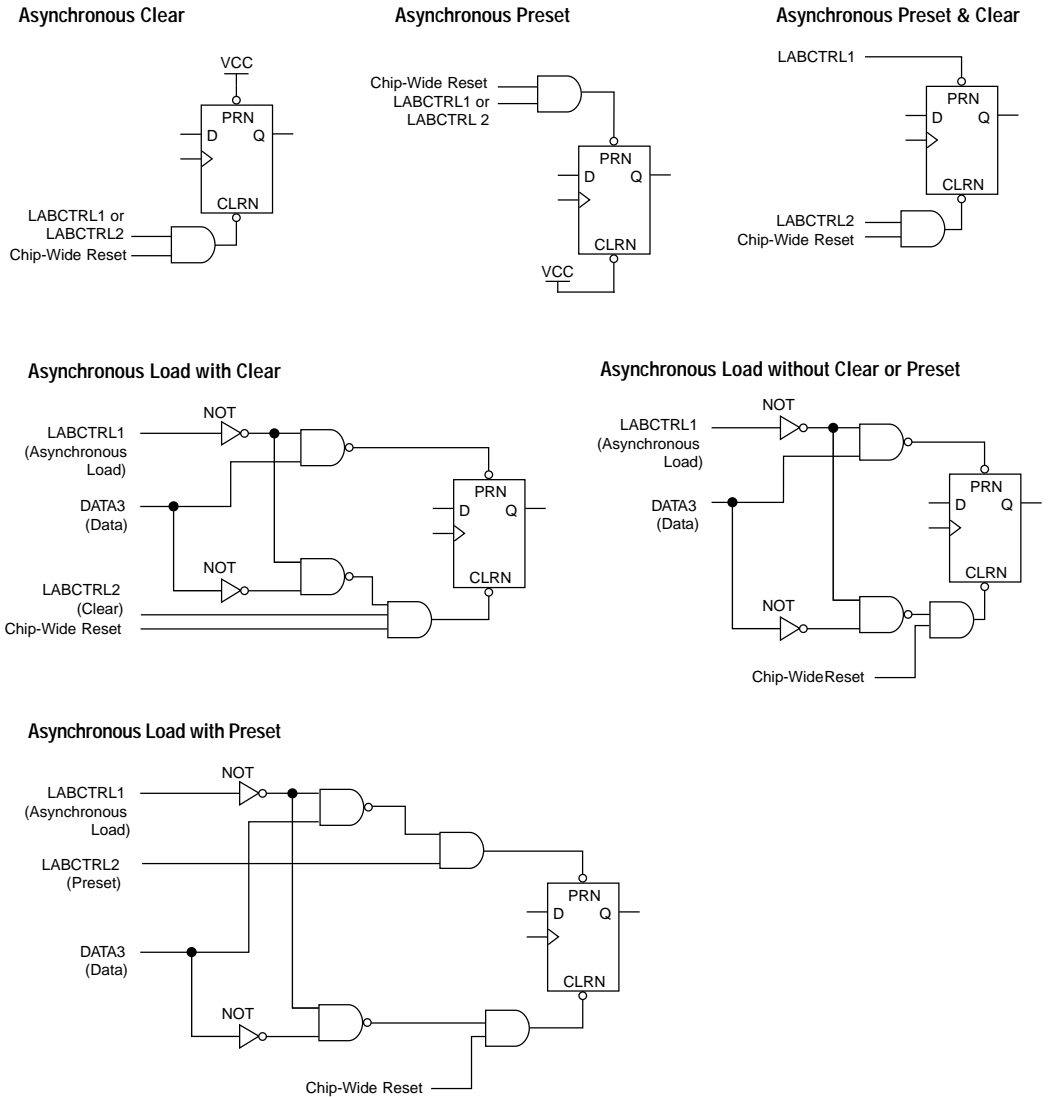 Asynchronous Clear
VCC
PRN
D Q
CLRN
LABCTRL1 or
LABCTRL2
Chip-Wide Reset
Asynchronous Preset
Chip-Wide Reset
LABCTRL1 or
LABCTRL 2
PRN
D Q
CLRN
VCC
Asynchronous Preset & Clear
LABCTRL1
PRN
D Q
CLRN
LABCTRL2
Chip-Wide Reset
Asynchronous Load with Clear
NOT
LABCTRL1
(Asynchronous
Load)
PRN
D Q
DATA3
(Data)
NOT
CLRN
LABCTRL2
(Clear)
Chip-Wide Reset
Asynchronous Load without Clear or Preset
NOT
LABCTRL1
(Asynchronous
Load)
PRN
D Q
DATA3
(Data)
CLRN
NOT
Chip-WideReset
Asynchronous Load with Preset
NOT
LABCTRL1
(Asynchronous
Load)
LABCTRL2
(Preset)
PRN
D Q
DATA3
(Data)
CLRN
NOT
Chip-Wide Reset